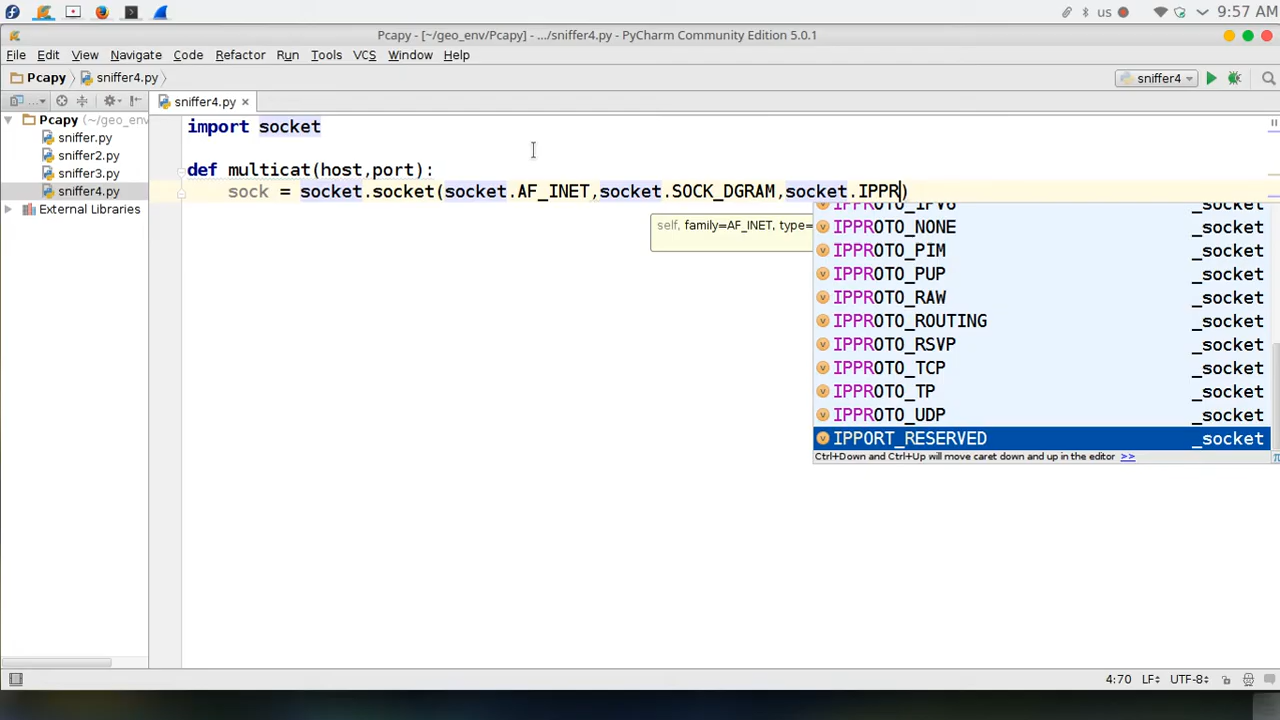 us 9:57 AM
Pcapy - [~/geo_env/Pcapy] - .../sniffer4.py - PyCharm Community Edition 5.0.1
File Edit View Navigate Code Refactor Run Tools VCS Window Help
Pcapy sniffer4.py sniffer4
... sniffer4.py ×
Pcapy (~/geo_env
sniffer.py
sniffer2.py
sniffer3.py
sniffer4.py
External Libraries
import socket
def multicat(host,port):
sock = socket.socket(socket.AF_INET,socket.SOCK_DGRAM,socket.IPPR)
self, family=AF_INET, type=
IPPROTO_IPV6 _socket
IPPROTO_NONE _socket
IPPROTO_PIM _socket
IPPROTO_PUP _socket
IPPROTO_RAW _socket
IPPROTO_ROUTING _socket
IPPROTO_RSVP _socket
IPPROTO_TCP _socket
IPPROTO_TP _socket
IPPROTO_UDP _socket
IPPORT_RESERVED _socket
Ctrl+Down and Ctrl+Up will move caret down and up in the editor >> π
4:70 LF÷ UTF-8÷